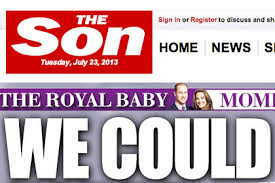 THE
Son
Tuesday, July 23, 2013
Sign in or Register to discuss and sh
HOME NEWS S
THE ROYAL BABY MOM
WE COULD